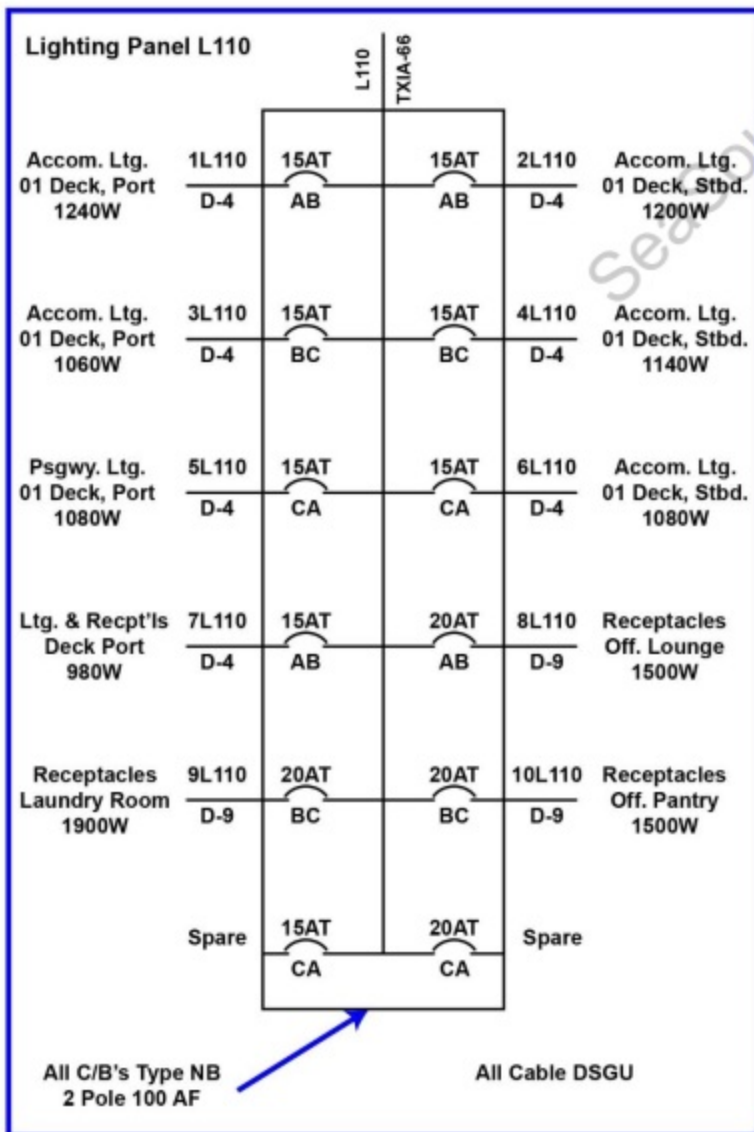 Lighting Panel L110
L110
TXIA-66
Accom. Ltg.
01 Deck, Port
1240W
1L110
D-4
15AT
AB
15AT
AB
2L110
D-4
Accom. Ltg.
01 Deck, Stbd.
1200W
Accom. Ltg.
01 Deck, Port
1060W
3L110
D-4
15AT
BC
15AT
BC
4L110
D-4
Accom. Ltg.
01 Deck, Stbd.
1140W
Psgwy. Ltg.
01 Deck, Port
1080W
5L110
D-4
15AT
CA
15AT
CA
6L110
D-4
Accom. Ltg.
01 Deck, Stbd.
1080W
Ltg. & Recpt'ls
Deck Port
980W
7L110
D-4
15AT
AB
20AT
AB
8L110
D-9
Receptacles
Off. Lounge
1500W
Receptacles
Laundry Room
1900W
9L110
D-9
20AT
BC
20AT
BC
10L110
D-9
Receptacles
Off. Pantry
1500W
Spare
15AT
CA
20AT
CA
Spare
All C/B's Type NB
2 Pole 100 AF
All Cable DSGU